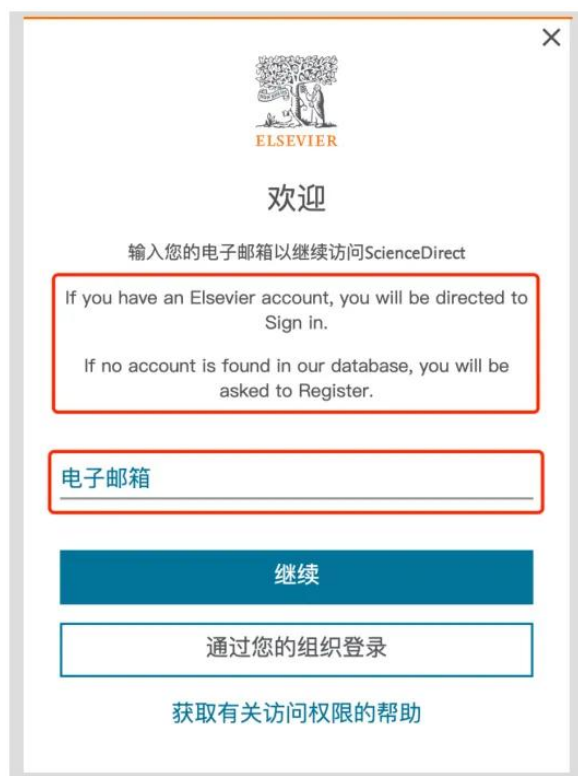 ELSEVIER
欢迎
输入您的电子邮箱以继续访问ScienceDirect
If you have an Elsevier account, you will be directed to
Sign in.
If no account is found in our database, you will be
asked to Register.
电子邮箱
继续
通过您的组织登录
获取有关访问权限的帮助